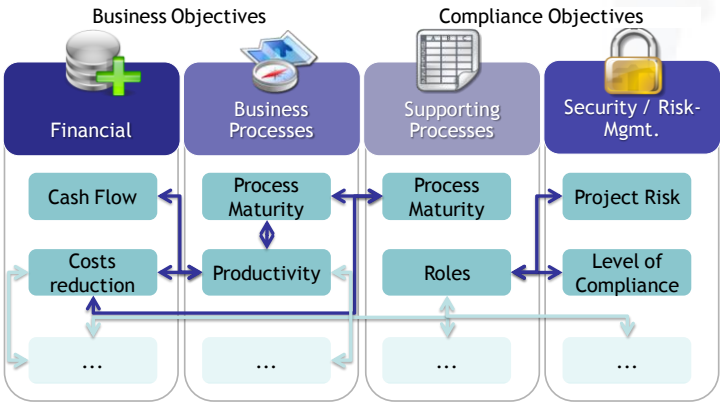 Business Objectives
Compliance Objectives
A B C
Financial
Business
Processes
Supporting
Processes
Security / Risk-
Mgmt.
Cash Flow
Process
Maturity
Process
Maturity
Project Risk
Costs
reduction
Productivity
Roles
Level of
Compliance
...
...
...
...